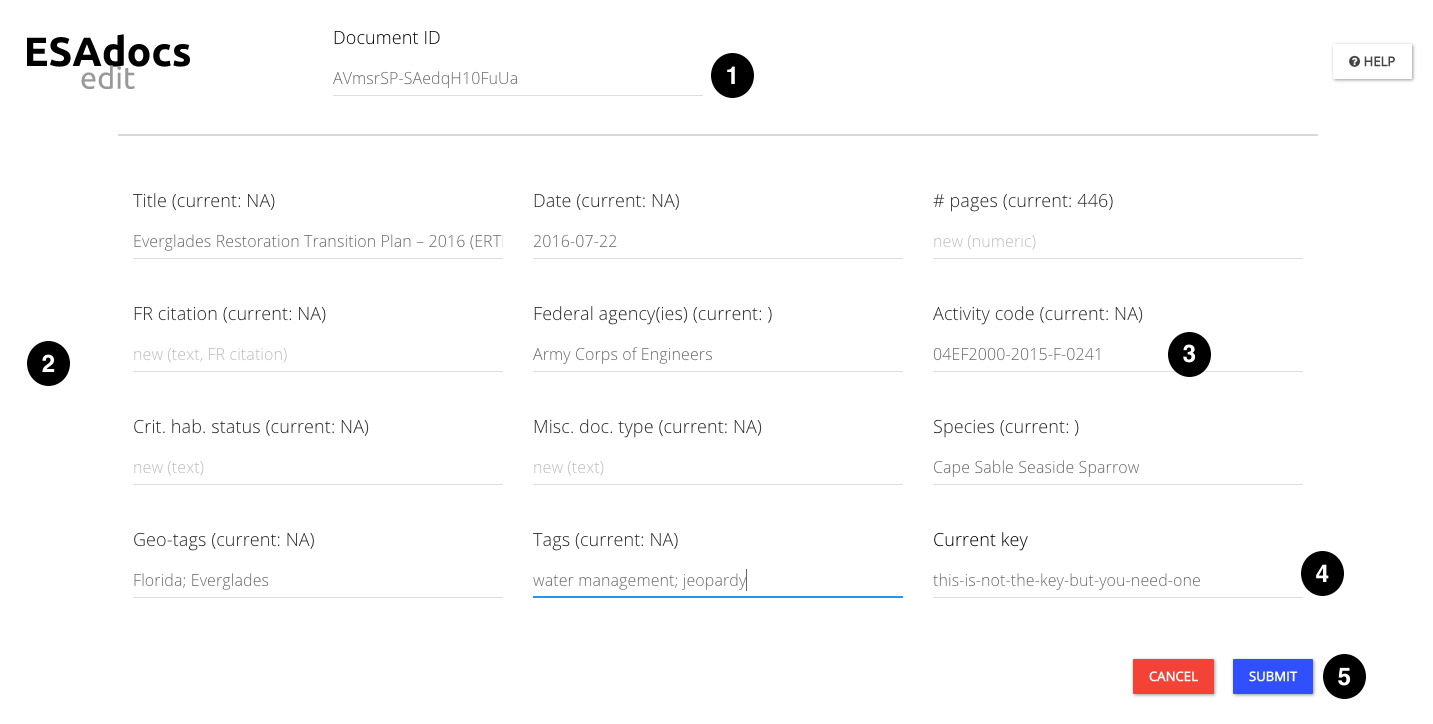 ESAdocs
edit
Document ID
AVmsrSP-SAedqH10FuUa
1
HELP
Title (current: NA)
Date (current: NA)
# pages (current: 446)
Everglades Restoration Transition Plan – 2016 (ERT
2016-07-22
new (numeric)
FR citation (current: NA)
Federal agency(ies) (current: )
Activity code (current: NA)
2
new (text, FR citation)
Army Corps of Engineers
04EF2000-2015-F-0241
3
Crit. hab. status (current: NA)
Misc. doc. type (current: NA)
Species (current: )
new (text)
new (text)
Cape Sable Seaside Sparrow
Geo-tags (current: NA)
Tags (current: NA)
Current key
Florida; Everglades
water management; jeopardy
this-is-not-the-key-but-you-need-one
4
CANCEL
SUBMIT
5